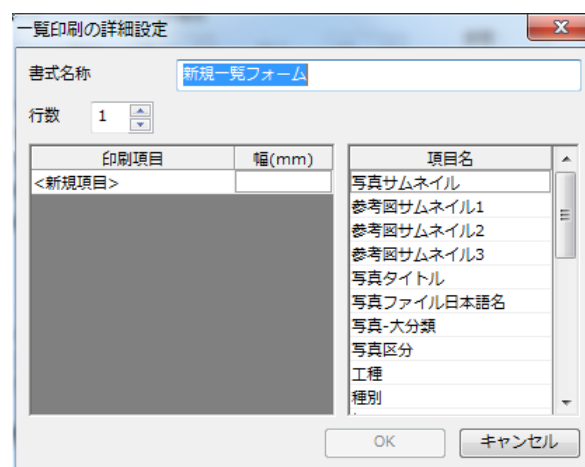 一覧印刷の詳細設定
書式名称 新規一覧フォーム
行数 1
印刷項目 幅(mm) 項目名
<新規項目> 写真サムネイル
参考図サムネイル1
参考図サムネイル2
参考図サムネイル3
写真タイトル
写真ファイル日本語名
写真-大分類
写真区分
工種
種別
OK キャンセル